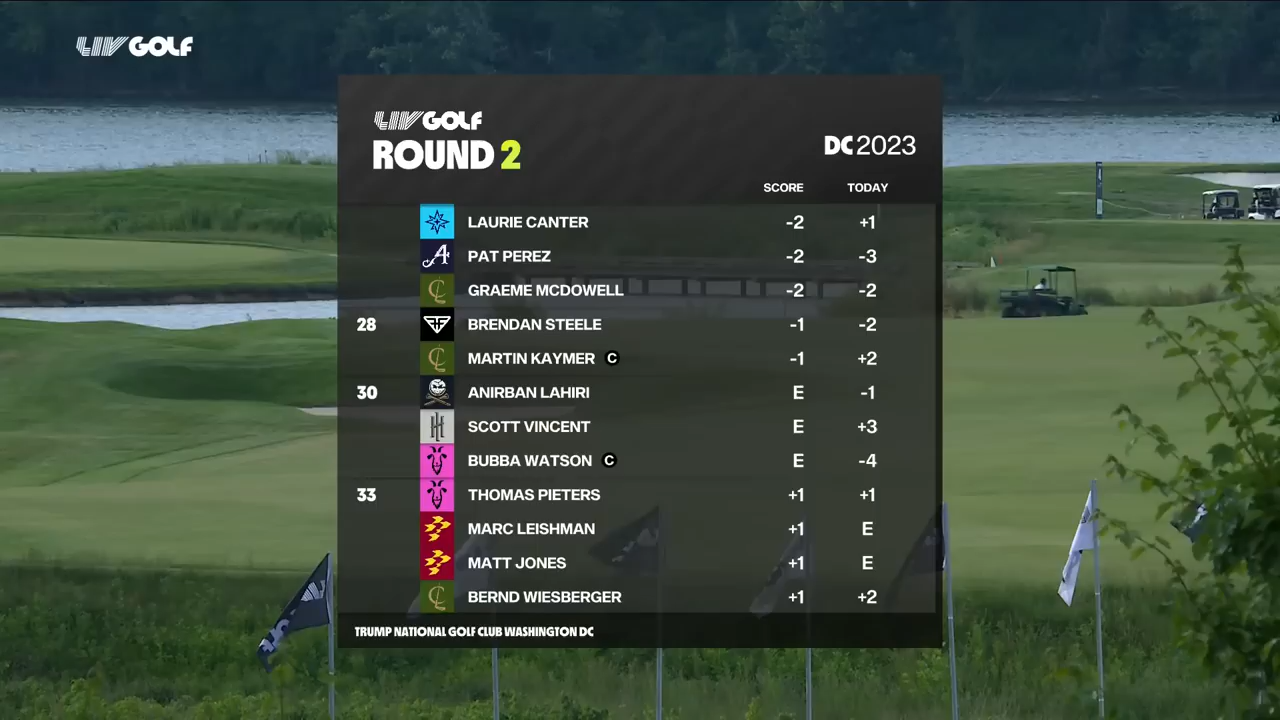 LIV GOLF
LIV GOLF
ROUND 2
DC 2023
SCORE TODAY
LAURIE CANTER -2 +1
PAT PEREZ -2 -3
GRAEME MCDOWELL -2 -2
28 BRENDAN STEELE -1 -2
MARTIN KAYMER C -1 +2
30 ANIRBAN LAHIRI E -1
SCOTT VINCENT E +3
BUBBA WATSON C E -4
33 THOMAS PIETERS +1 +1
MARC LEISHMAN +1 E
MATT JONES +1 E
BERND WIESBERGER +1 +2
TRUMP NATIONAL GOLF CLUB WASHINGTON DC